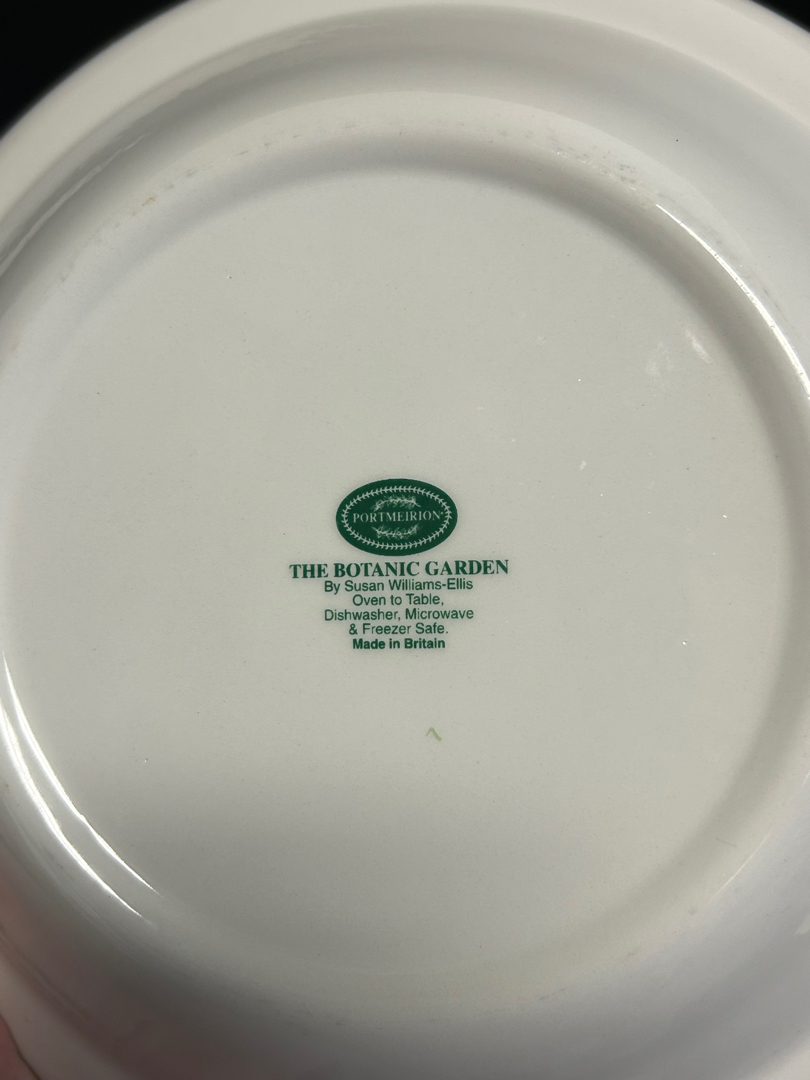 PORTMEIRION®
THE BOTANIC GARDEN
By Susan Williams-Ellis
Oven to Table,
Dishwasher, Microwave
& Freezer Safe.
Made in Britain